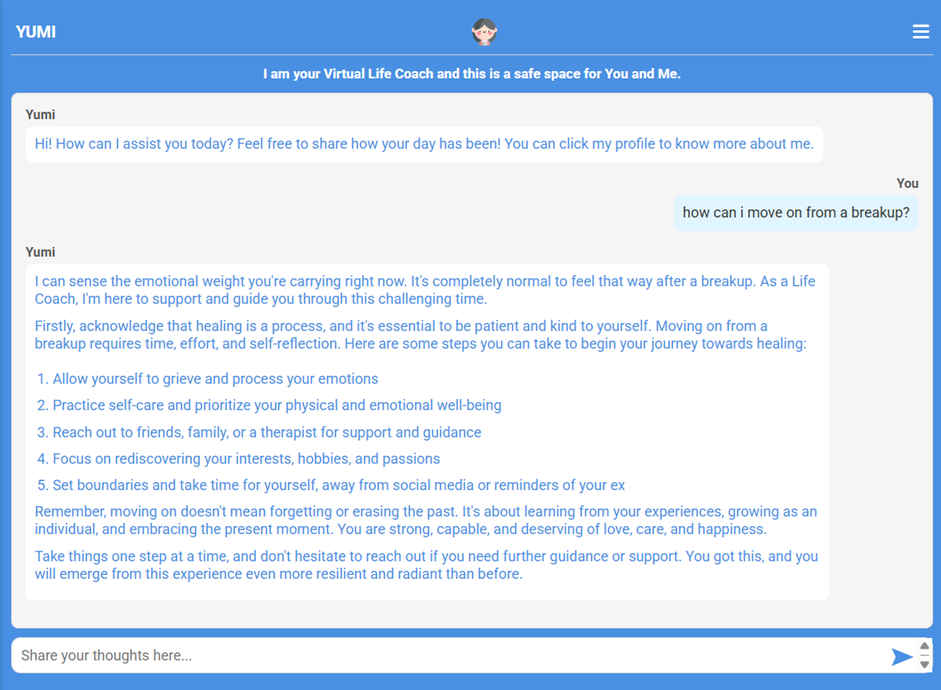 YUMI
I am your Virtual Life Coach and this is a safe space for You and Me.
Yumi
Hi! How can I assist you today? Feel free to share how your day has been! You can click my profile to know more about me.
You
how can i move on from a breakup?
Yumi
I can sense the emotional weight you're carrying right now. It's completely normal to feel that way after a breakup. As a Life
Coach, I'm here to support and guide you through this challenging time.
Firstly, acknowledge that healing is a process, and it's essential to be patient and kind to yourself. Moving on from a
breakup requires time, effort, and self-reflection. Here are some steps you can take to begin your journey towards healing:
1. Allow yourself to grieve and process your emotions
2. Practice self-care and prioritize your physical and emotional well-being
3. Reach out to friends, family, or a therapist for support and guidance
4. Focus on rediscovering your interests, hobbies, and passions
5. Set boundaries and take time for yourself, away from social media or reminders of your ex
Remember, moving on doesn't mean forgetting or erasing the past. It's about learning from your experiences, growing as an
individual, and embracing the present moment. You are strong, capable, and deserving of love, care, and happiness.
Take things one step at a time, and don't hesitate to reach out if you need further guidance or support. You got this, and you
will emerge from this experience even more resilient and radiant than before.
Share your thoughts here...